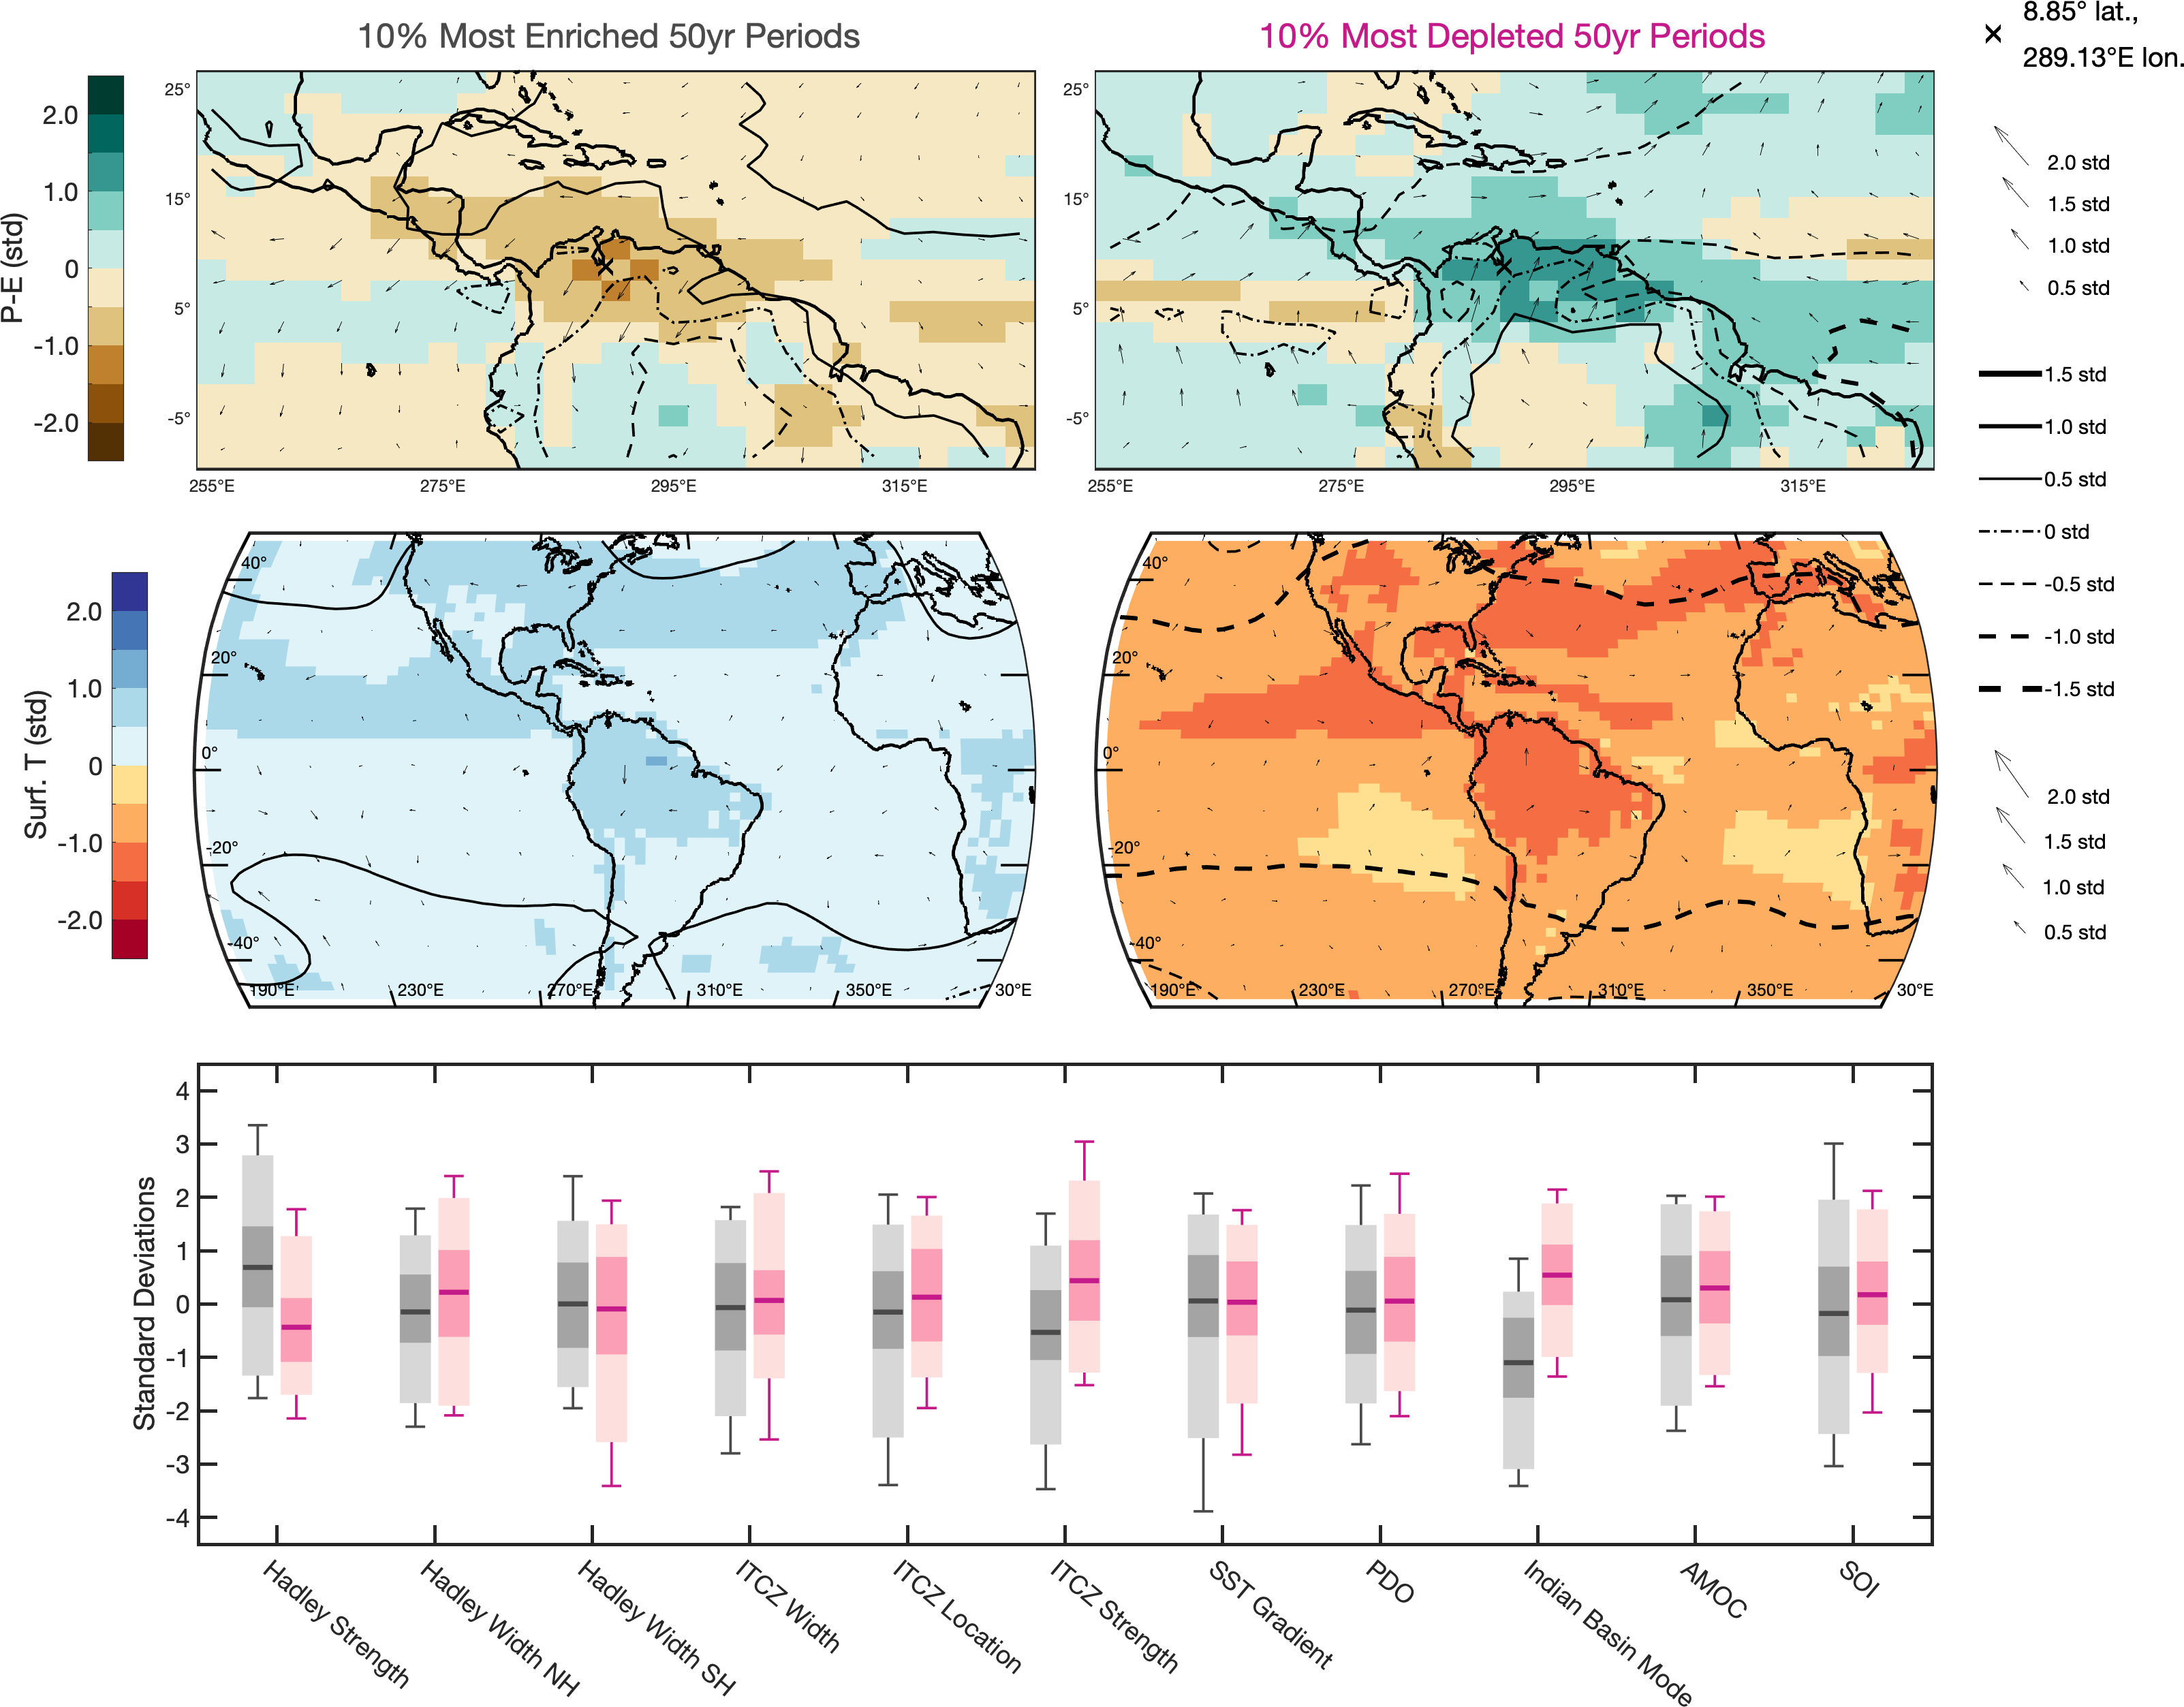 10% Most Enriched 50yr Periods
10% Most Depleted 50yr Periods
8.85° lat.,
289.13°E lon.
P-E (std)
2.0
1.0
0
-1.0
-2.0
25°
15°
5°
-5°
255°E
275°E
295°E
315°E
25°
15°
5°
-5°
255°E
275°E
295°E
315°E
2.0 std
1.5 std
1.0 std
0.5 std
1.5 std
1.0 std
0.5 std
0 std
-0.5 std
-1.0 std
-1.5 std
Surf. T (std)
2.0
1.0
0
-1.0
-2.0
40°
20°
0°
-20°
-40°
190°E
230°E
270°E
310°E
350°E
30°E
40°
20°
0°
-20°
-40°
190°E
230°E
270°E
310°E
350°E
30°E
2.0 std
1.5 std
1.0 std
0.5 std
Standard Deviations
4
3
2
1
0
-1
-2
-3
-4
Hadley Strength
Hadley Width NH
Hadley Width SH
ITCZ Width
ITCZ Location
ITCZ Strength
SST Gradient
PDO
Indian Basin Mode
AMOC
SOI